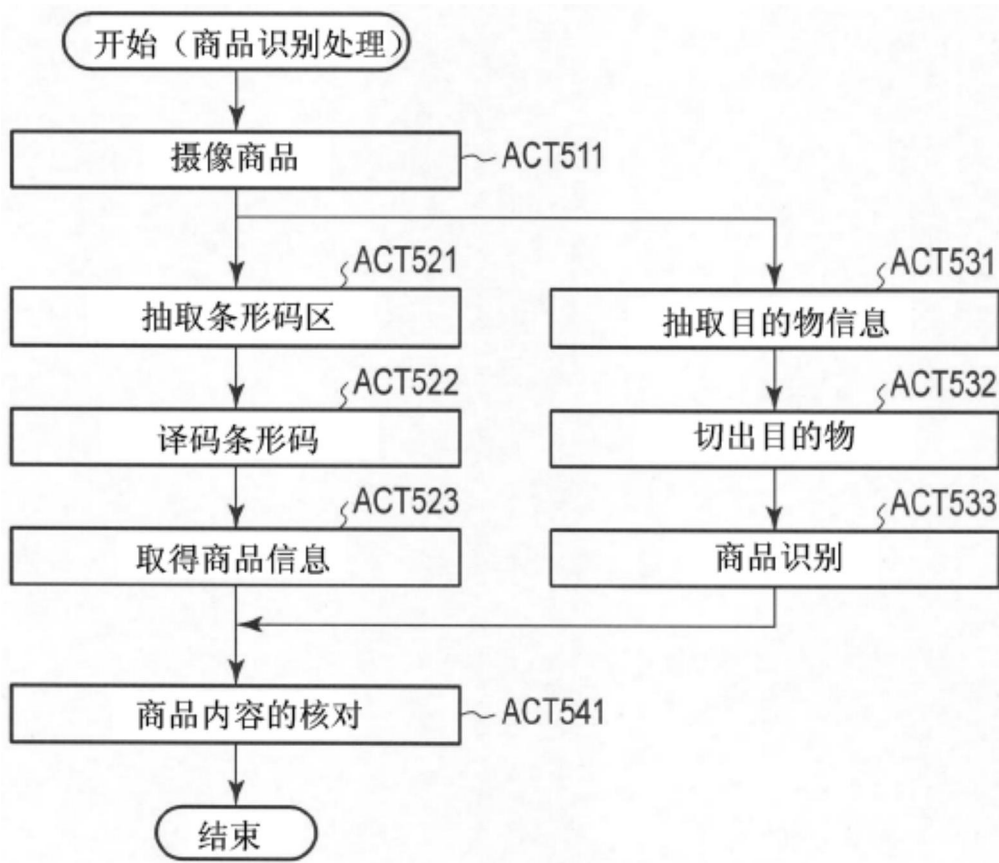 开始（商品识别处理）
摄像商品
ACT511
ACT521
抽取条形码区
ACT522
译码条形码
ACT523
取得商品信息
ACT531
抽取目的物信息
ACT532
切出目的物
ACT533
商品识别
商品内容的核对
ACT541
结束